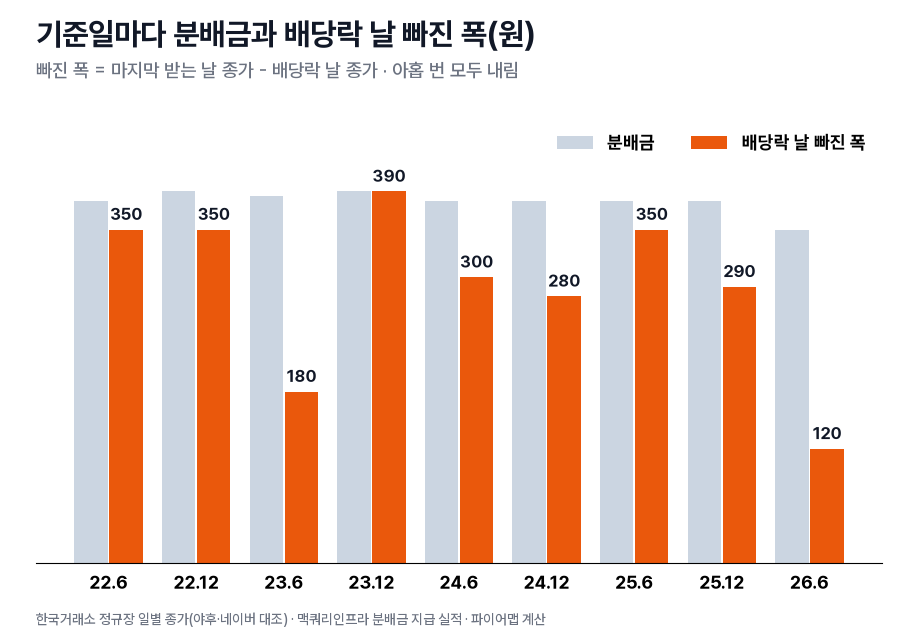 기준일마다 분배금과 배당락 날 빠진 폭(원)
빠진 폭 = 마지막 받는 날 종가 - 배당락 날 종가 · 아홉 번 모두 내림
분배금 배당락 날 빠진 폭
350 350 180 390 300 280 350 290 120
22.6 22.12 23.6 23.12 24.6 24.12 25.6 25.12 26.6
한국거래소 정규장 일별 종가(야후·네이버 대조) · 맥쿼리인프라 분배금 지급 실적 · 파이어맵 계산